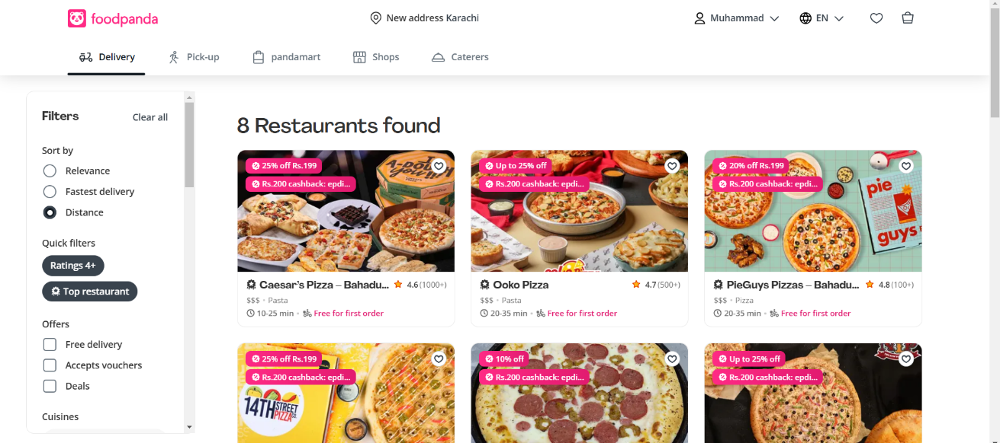 foodpanda
New address Karachi
Muhammad
EN
Delivery
Pick-up
pandamart
Shops
Caterers
Filters
Clear all
Sort by
Relevance
Fastest delivery
Distance
Quick filters
Ratings 4+
Top restaurant
Offers
Free delivery
Accepts vouchers
Deals
Cuisines
8 Restaurants found
25% off Rs.199
Rs.200 cashback: epdi...
Caesar's Pizza – Bahadu... 4.6 (1000+)
$$$ • Pasta
10-25 min • Free for first order
Up to 25% off
Rs.200 cashback: epdi...
Ooko Pizza 4.7 (500+)
$$$ • Pasta
20-35 min • Free for first order
20% off Rs.199
Rs.200 cashback: epdi...
pie
guys
PieGuys Pizzas – Bahadu... 4.8 (100+)
$$$ • Pizza
20-35 min • Free for first order
25% off Rs.199
Rs.200 cashback: epdi...
14TH
STREET
PIZZA
10% off
Rs.200 cashback: epdi...
Up to 25% off
Rs.200 cashback: epdi...